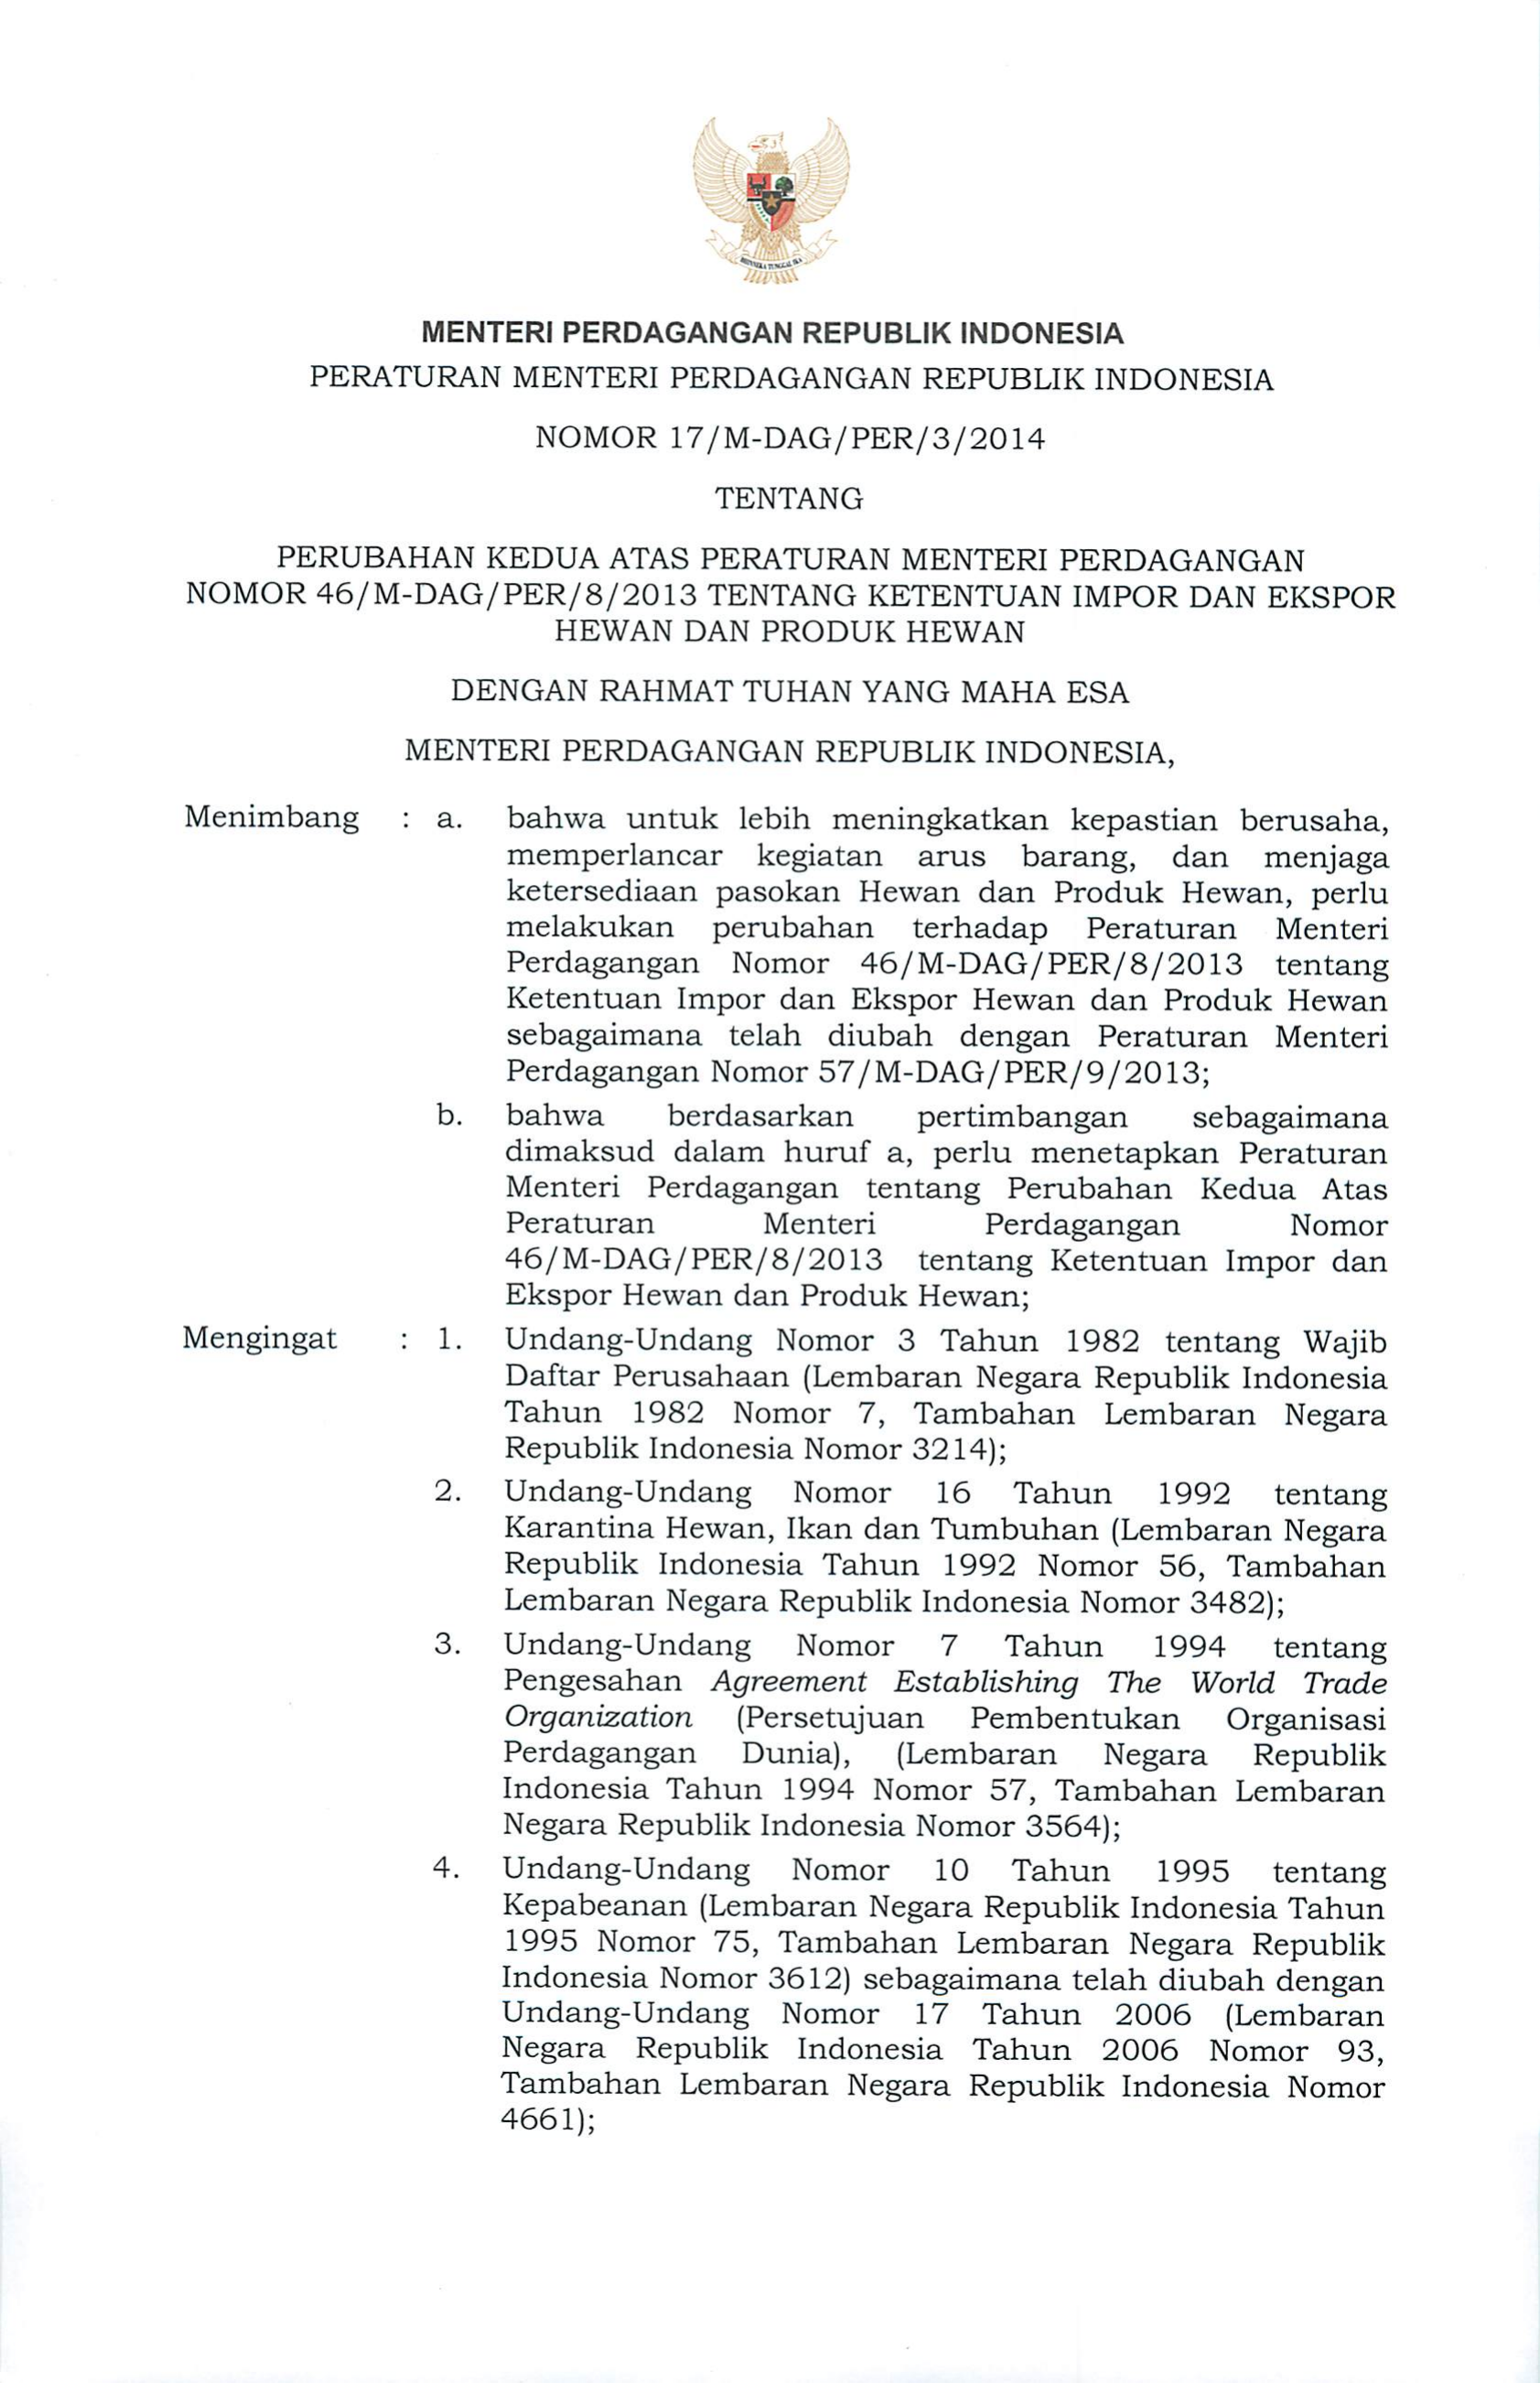 BHINNEKA TUNGGAL IKA
MENTERI PERDAGANGAN REPUBLIK INDONESIA
PERATURAN MENTERI PERDAGANGAN REPUBLIK INDONESIA
NOMOR 17/M-DAG/PER/3/2014
TENTANG
PERUBAHAN KEDUA ATAS PERATURAN MENTERI PERDAGANGAN
NOMOR 46/M-DAG/PER/8/2013 TENTANG KETENTUAN IMPOR DAN EKSPOR
HEWAN DAN PRODUK HEWAN
DENGAN RAHMAT TUHAN YANG MAHA ESA
MENTERI PERDAGANGAN REPUBLIK INDONESIA,
Menimbang : a. bahwa untuk lebih meningkatkan kepastian berusaha,
memperlancar kegiatan arus barang, dan menjaga
ketersediaan pasokan Hewan dan Produk Hewan, perlu
melakukan perubahan terhadap Peraturan Menteri
Perdagangan Nomor 46/M-DAG/PER/8/2013 tentang
Ketentuan Impor dan Ekspor Hewan dan Produk Hewan
sebagaimana telah diubah dengan Peraturan Menteri
Perdagangan Nomor 57/M-DAG/PER/9/2013;
b. bahwa berdasarkan pertimbangan sebagaimana
dimaksud dalam huruf a, perlu menetapkan Peraturan
Menteri Perdagangan tentang Perubahan Kedua Atas
Peraturan Menteri Perdagangan Nomor
46/M-DAG/PER/8/2013 tentang Ketentuan Impor dan
Ekspor Hewan dan Produk Hewan;
Mengingat : 1. Undang-Undang Nomor 3 Tahun 1982 tentang Wajib
Daftar Perusahaan (Lembaran Negara Republik Indonesia
Tahun 1982 Nomor 7, Tambahan Lembaran Negara
Republik Indonesia Nomor 3214);
2. Undang-Undang Nomor 16 Tahun 1992 tentang
Karantina Hewan, Ikan dan Tumbuhan (Lembaran Negara
Republik Indonesia Tahun 1992 Nomor 56, Tambahan
Lembaran Negara Republik Indonesia Nomor 3482);
3. Undang-Undang Nomor 7 Tahun 1994 tentang
Pengesahan Agreement Establishing The World Trade
Organization (Persetujuan Pembentukan Organisasi
Perdagangan Dunia), (Lembaran Negara Republik
Indonesia Tahun 1994 Nomor 57, Tambahan Lembaran
Negara Republik Indonesia Nomor 3564);
4. Undang-Undang Nomor 10 Tahun 1995 tentang
Kepabeanan (Lembaran Negara Republik Indonesia Tahun
1995 Nomor 75, Tambahan Lembaran Negara Republik
Indonesia Nomor 3612) sebagaimana telah diubah dengan
Undang-Undang Nomor 17 Tahun 2006 (Lembaran
Negara Republik Indonesia Tahun 2006 Nomor 93,
Tambahan Lembaran Negara Republik Indonesia Nomor
4661);